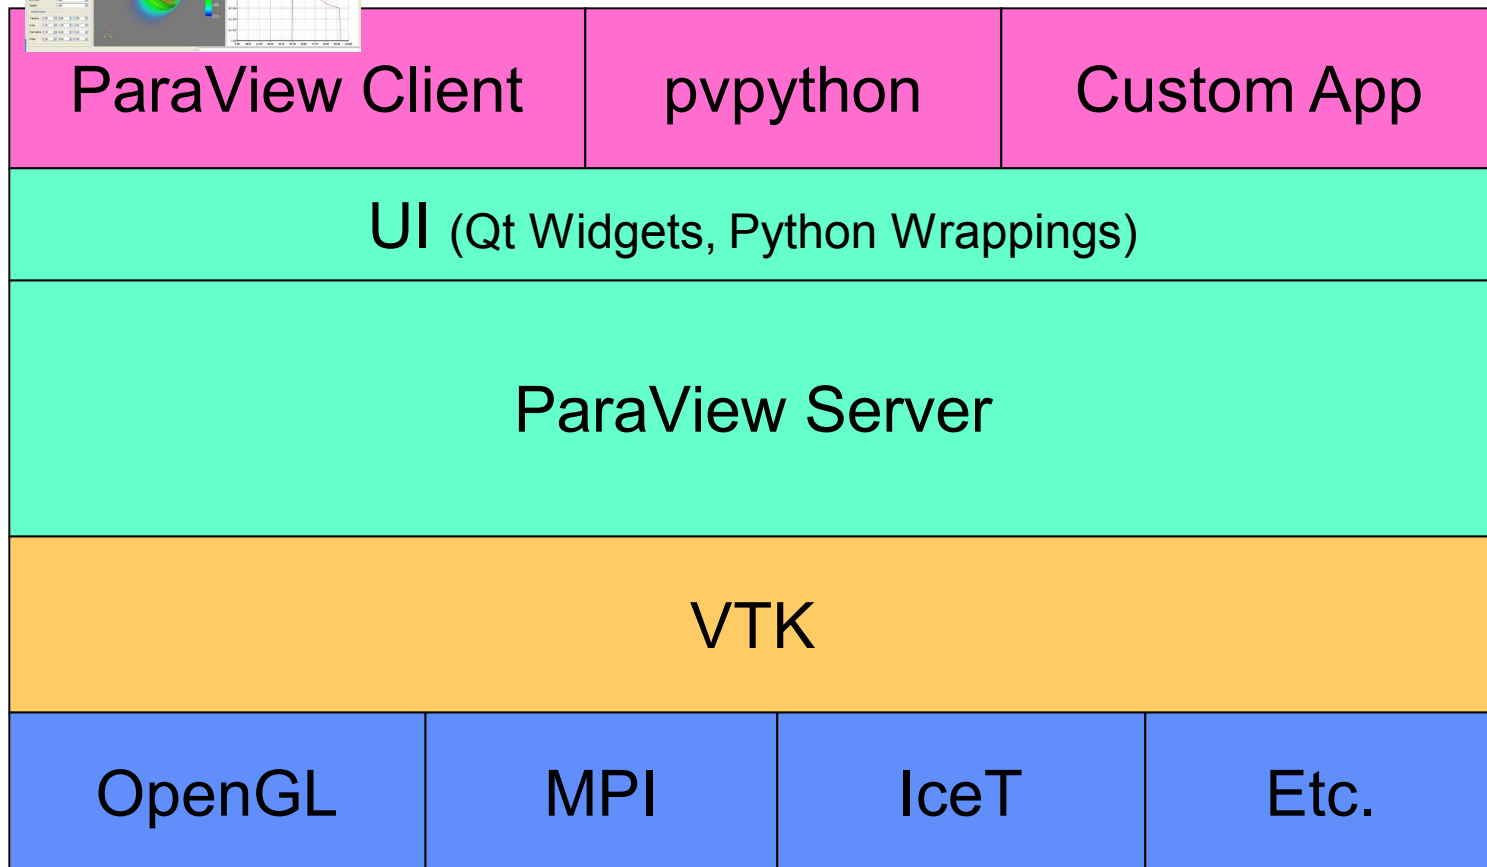 ParaView Client
pvpython
Custom App
UI (Qt Widgets, Python Wrappings)
ParaView Server
VTK
OpenGL
MPI
IceT
Etc.